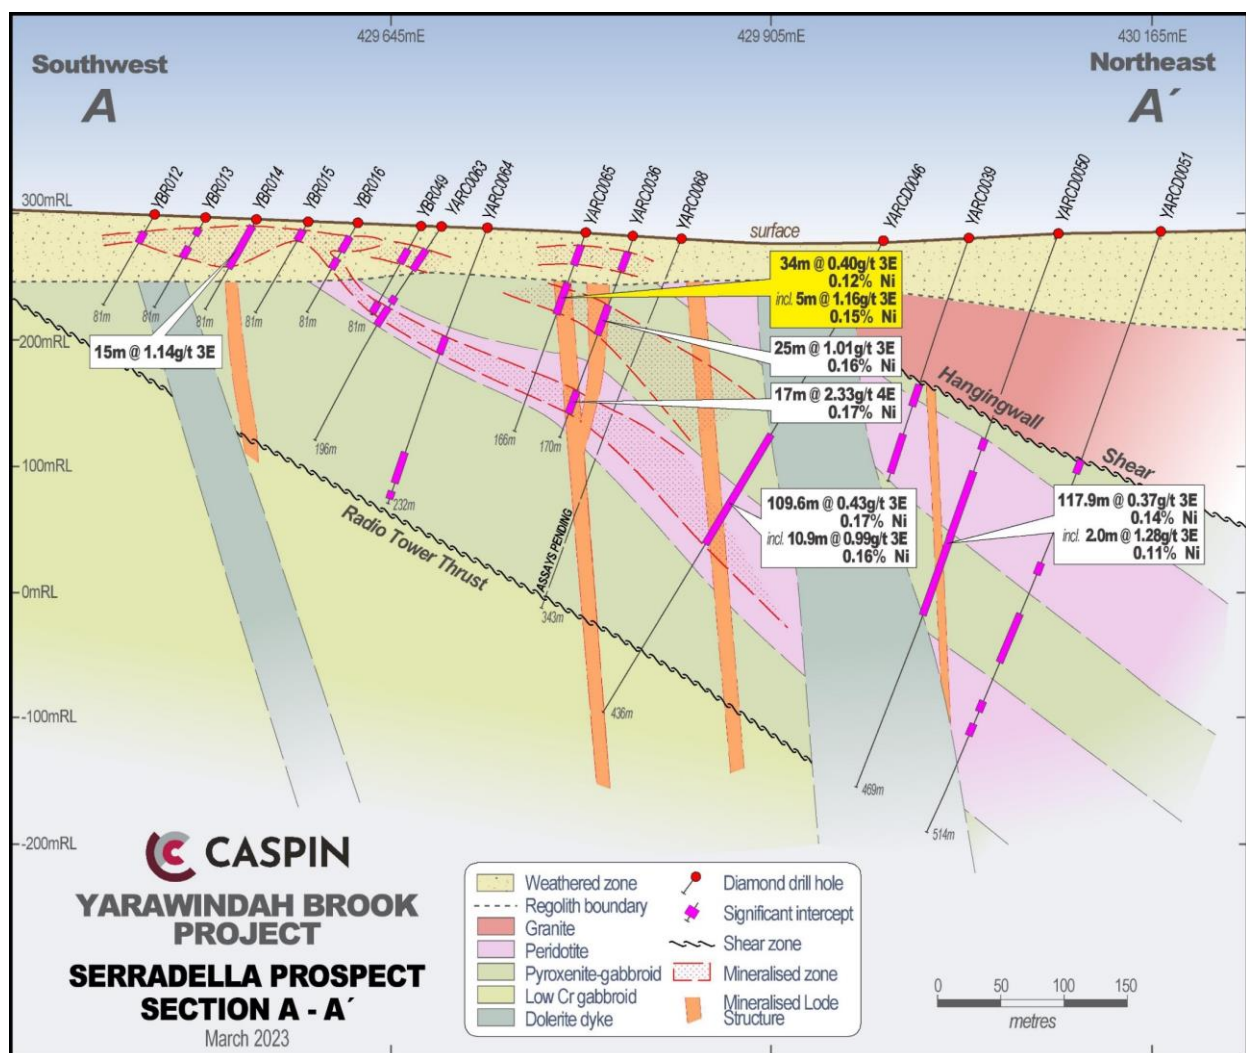 429 645mE
429 905mE
430 165mE
Southwest
A
Northeast
A´
YBR012
YBR013
YBR014
YBR015
YBR016
YBR049
YARC0063
YARC0064
YARC0065
YARC0036
YARC0068
YARCD0046
YARC0039
YARCD0050
YARCD0051
300mRL
surface
34m @ 0.40g/t 3E
0.12% Ni
incl. 5m @ 1.16g/t 3E
0.15% Ni
81m
81m
81m
81m
81m
81m
15m @ 1.14g/t 3E
200mRL
25m @ 1.01g/t 3E
0.16% Ni
17m @ 2.33g/t 4E
0.17% Ni
Hangingwall
Shear
196m
166m
170m
100mRL
232m
109.6m @ 0.43g/t 3E
0.17% Ni
incl. 10.9m @ 0.99g/t 3E
0.16% Ni
117.9m @ 0.37g/t 3E
0.14% Ni
incl. 2.0m @ 1.28g/t 3E
0.11% Ni
Radio Tower Thrust
ASSAYS PENDING
0mRL
343m
-100mRL
436m
469m
514m
-200mRL
CASPIN
YARAWINDAH BROOK
PROJECT
SERRADELLA PROSPECT
SECTION A - A´
March 2023
Weathered zone
Regolith boundary
Granite
Peridotite
Pyroxenite-gabbroid
Low Cr gabbroid
Dolerite dyke
Diamond drill hole
Significant intercept
Shear zone
Mineralised zone
Mineralised Lode
Structure
0 50 100 150
metres